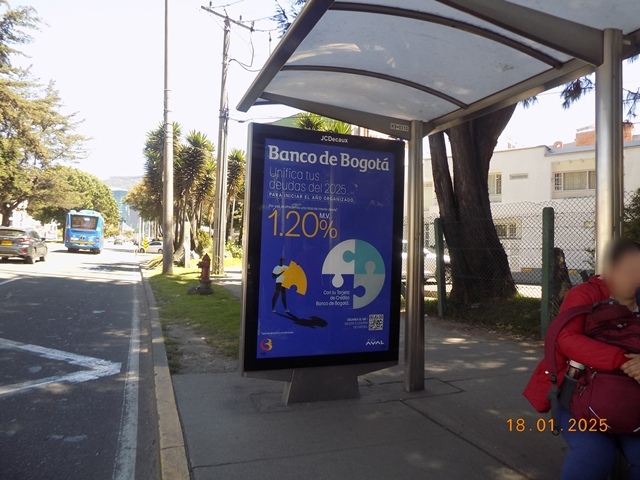 JCDecaux
Banco de Bogotá
Unifica tus
deudas del 2025...
PARA INICIAR EL AÑO ORGANIZADO.
1.20% M.V.
Con su Tarjeta
de Crédito
Banco de Bogotá.
AVAL
18.01.2025